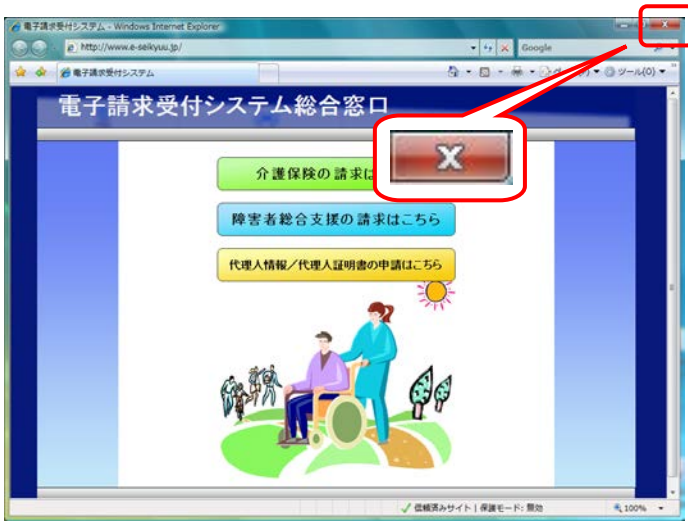 電子請求受付システム - Windows Internet Explorer
http://www.e-seikyuu.jp/
Google
電子請求受付システム
ツール(O)
電子請求受付システム総合窓口
介護保険の請求は
X
障害者総合支援の請求はこちら
代理人情報／代理人証明書の申請はこちら
信頼済みサイト | 保護モード: 無効
100%